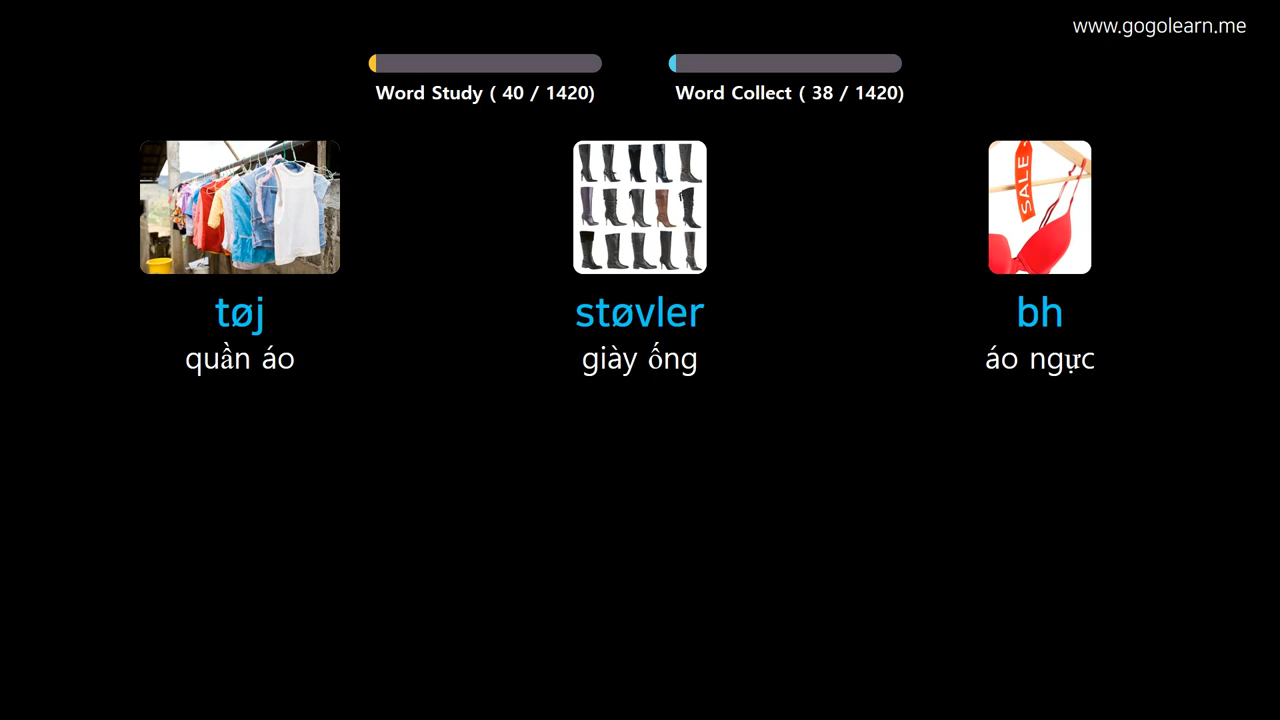 www.gogolearn.me
Word Study ( 40 / 1420)
Word Collect ( 38 / 1420)
SALE
tøj
støvler
bh
quần áo
giày ống
áo ngực